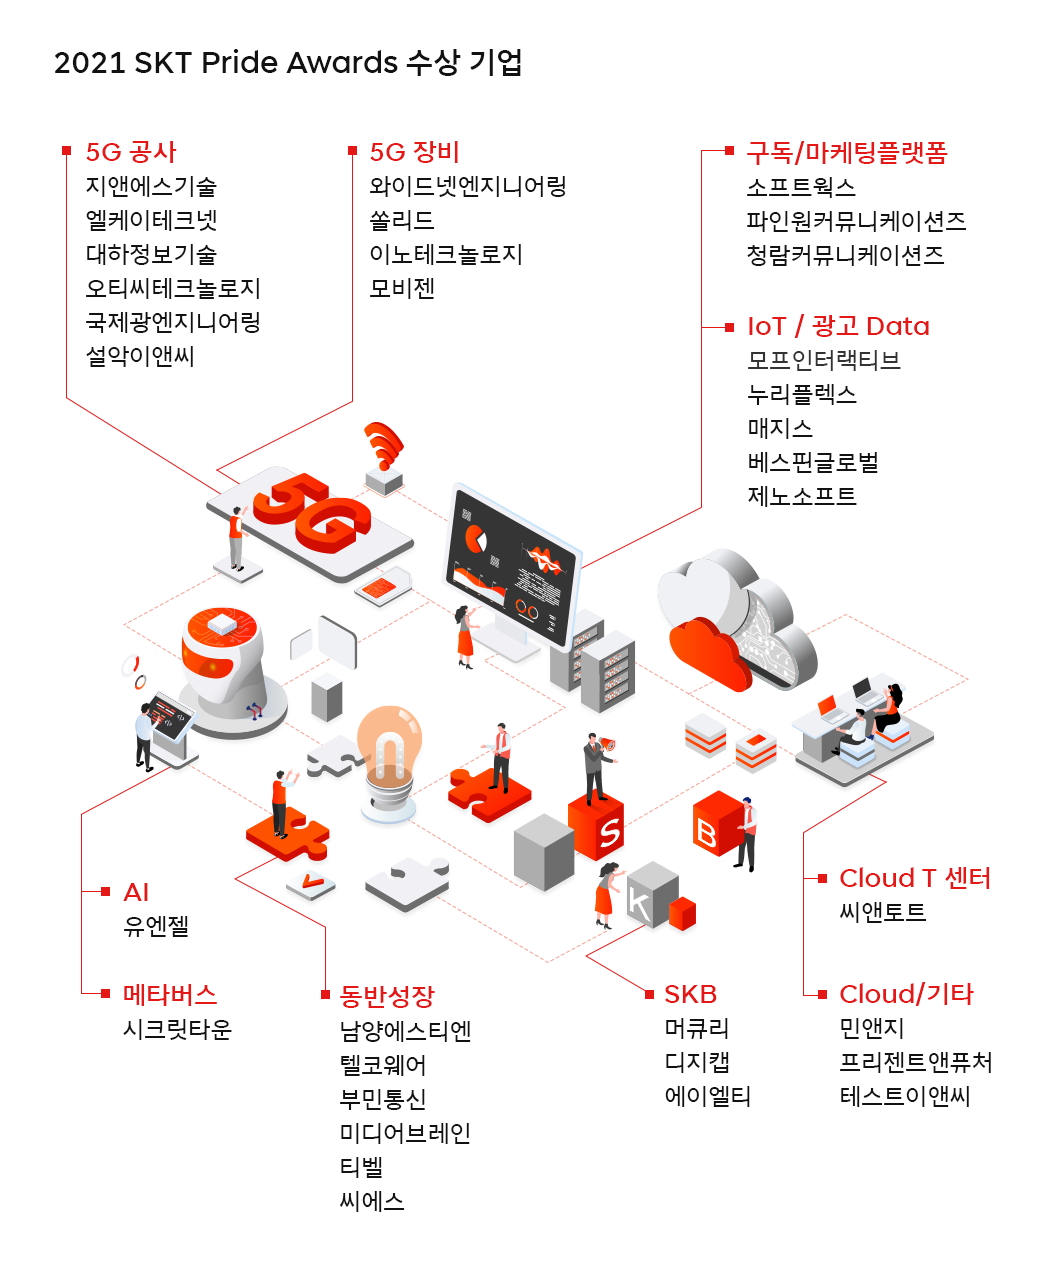 2021 SKT Pride Awards 수상 기업
5G 공사
지앤에스기술
엘케이테크넷
대하정보기술
오티씨테크놀로지
국제광엔지니어링
설악이앤씨
5G 장비
와이드넷엔지니어링
쏠리드
이노테크놀로지
모비젠
구독/마케팅플랫폼
소프트웍스
파인원커뮤니케이션즈
청람커뮤니케이션즈
IoT / 광고 Data
모프인터랙티브
누리플렉스
매지스
베스핀글로벌
제노소프트
5G
S
B
K
AI
유엔젤
메타버스
시크릿타운
동반성장
남양에스티엔
텔코웨어
부민통신
미디어브레인
티벨
씨에스
SKB
머큐리
디지캡
에이엘티
Cloud T 센터
씨앤토트
Cloud/기타
민앤지
프리젠트앤퓨처
테스트이앤씨